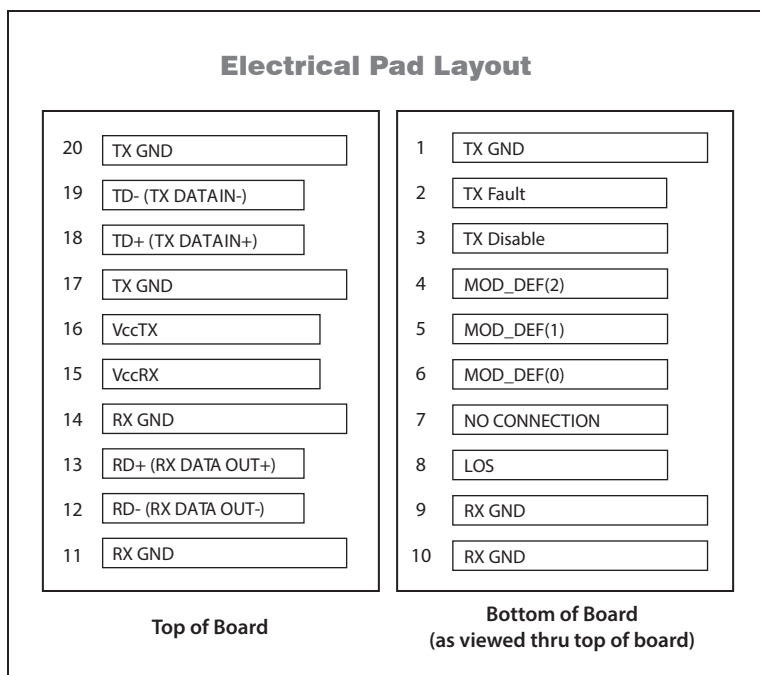 Electrical Pad Layout
20 TX GND
19 TD- (TX DATAIN-)
18 TD+ (TX DATAIN+)
17 TX GND
16 VccTX
15 VccRX
14 RX GND
13 RD+ (RX DATA OUT+)
12 RD- (RX DATA OUT-)
11 RX GND
Top of Board
1 TX GND
2 TX Fault
3 TX Disable
4 MOD_DEF(2)
5 MOD_DEF(1)
6 MOD_DEF(0)
7 NO CONNECTION
8 LOS
9 RX GND
10 RX GND
Bottom of Board
(as viewed thru top of board)